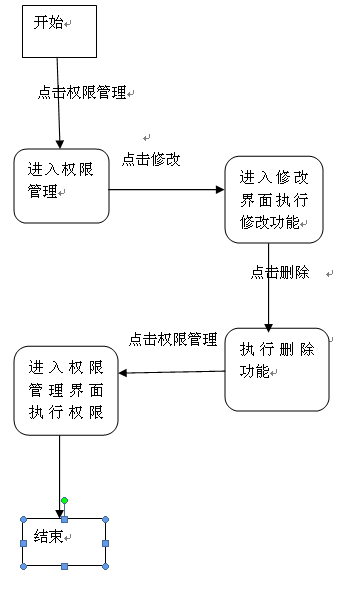 开始
点击权限管理
点击修改
进入权限
管理
进入修改
界面执行
修改功能
点击删除
点击权限管理
执行删除
功能
进入权限
管理界面
执行权限
结束